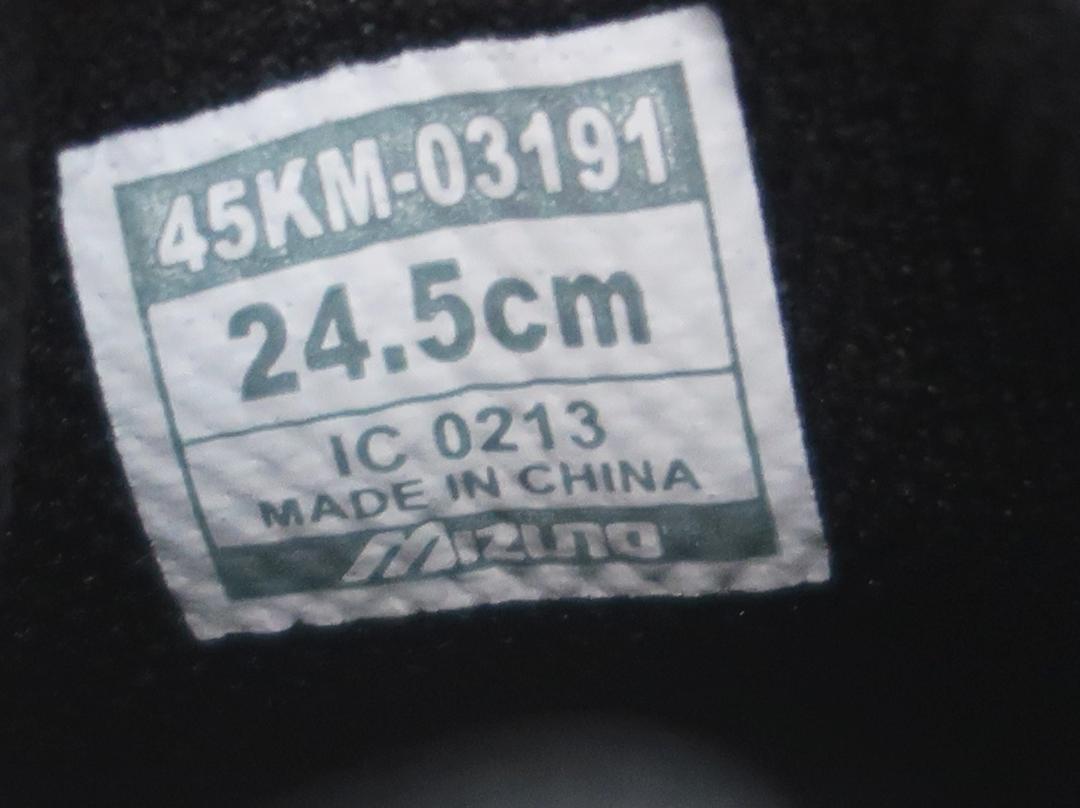 45KM-03191
24.5cm
IC 0213
MADE IN CHINA
MIZUNO